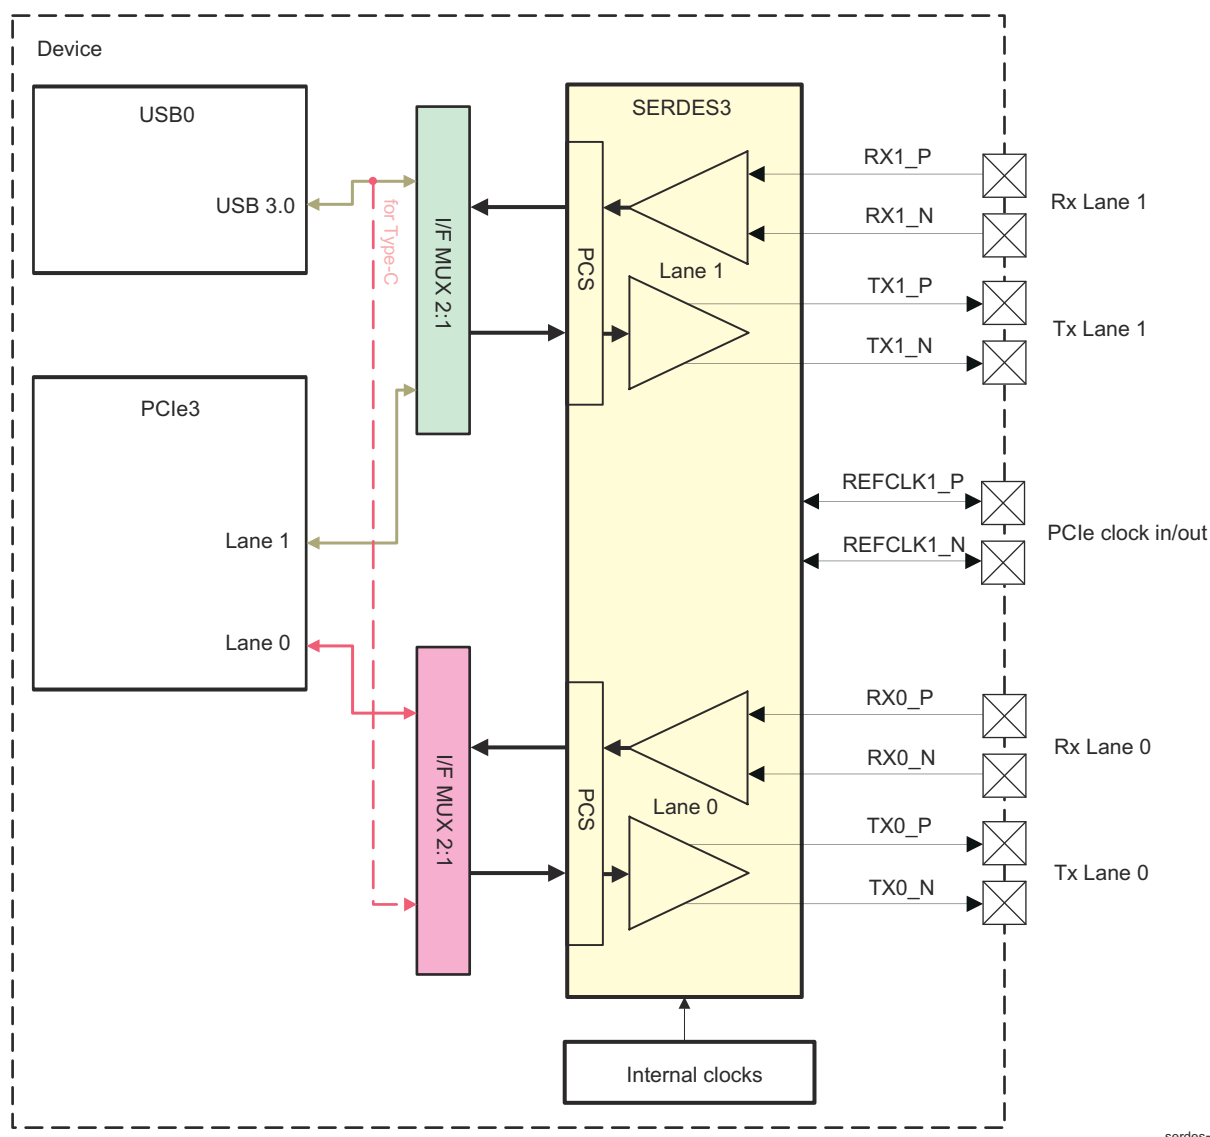 Device
USB0
USB 3.0
for Type-C
I/F MUX 2:1
SERDES3
PCS
Lane 1
RX1_P
RX1_N
Rx Lane 1
TX1_P
TX1_N
Tx Lane 1
PCIe3
Lane 1
Lane 0
REFCLK1_P
REFCLK1_N
PCIe clock in/out
I/F MUX 2:1
PCS
Lane 0
RX0_P
RX0_N
Rx Lane 0
TX0_P
TX0_N
Tx Lane 0
Internal clocks